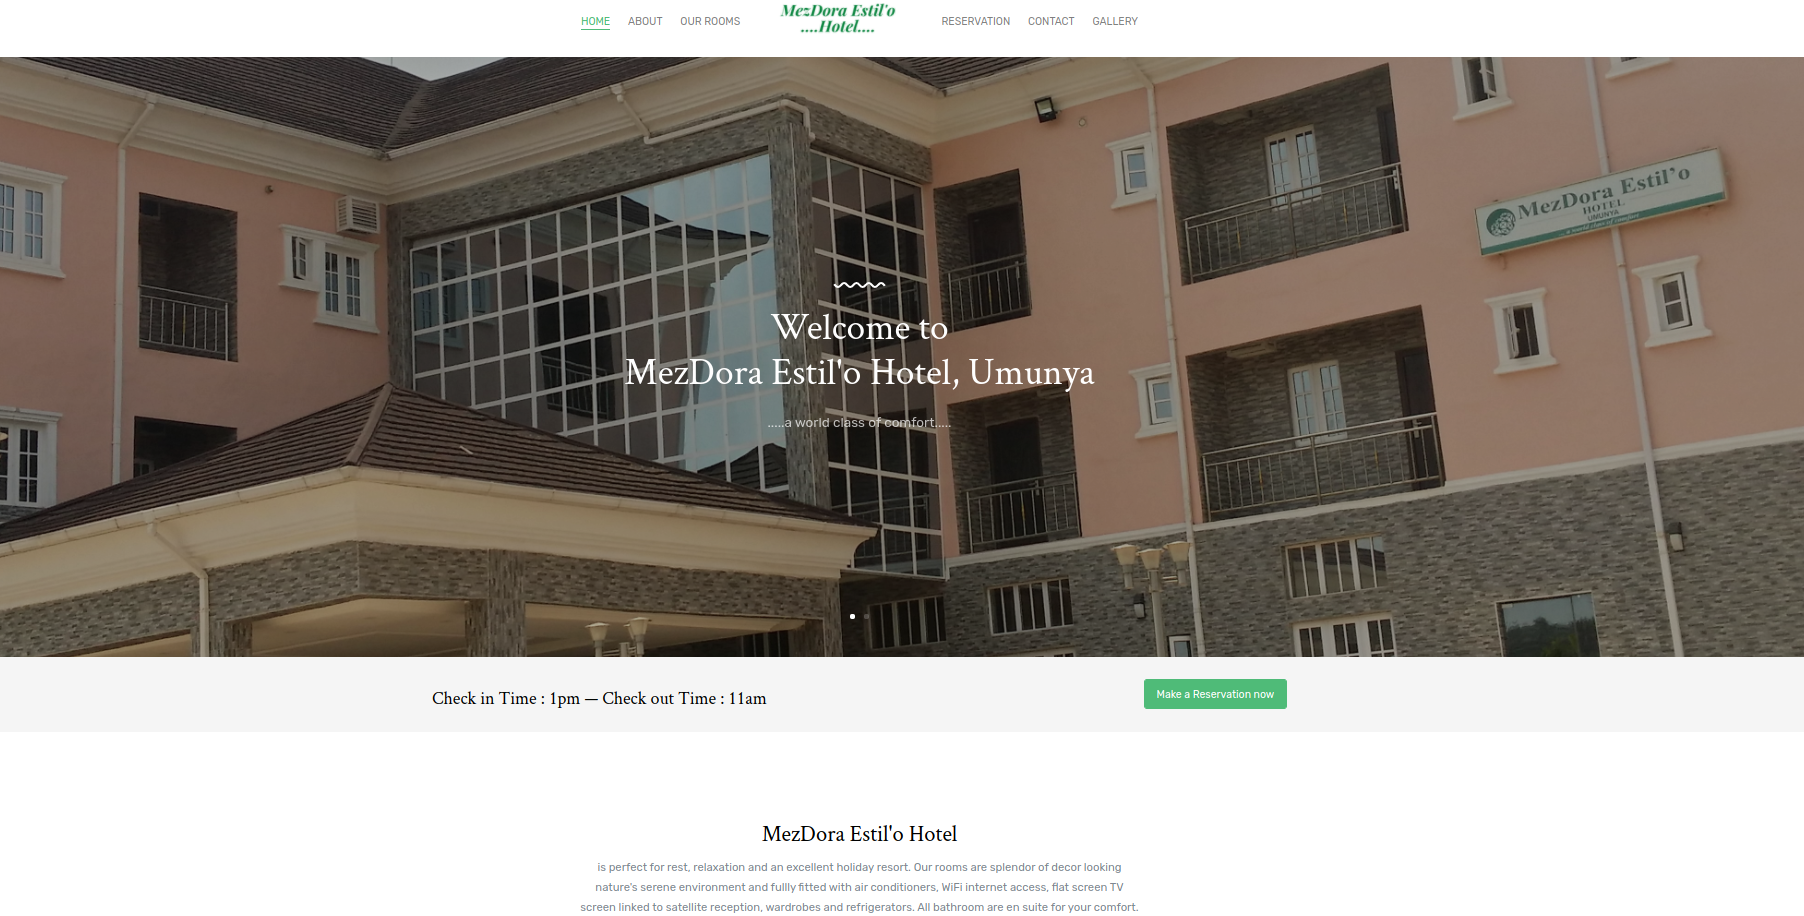 HOME ABOUT OUR ROOMS
MezDora Estil'o
....Hotel....
RESERVATION CONTACT GALLERY
MezDora Estil'o
HOTEL
UMUNYA
...a world class of comfort
Welcome to
MezDora Estil'o Hotel, Umunya
.....a world class of comfort.....
Check in Time : 1pm — Check out Time : 11am
Make a Reservation now
MezDora Estil'o Hotel
is perfect for rest, relaxation and an excellent holiday resort. Our rooms are splendor of decor looking
nature's serene environment and fullly fitted with air conditioners, WiFi internet access, flat screen TV
screen linked to satellite reception, wardrobes and refrigerators. All bathroom are en suite for your comfort.